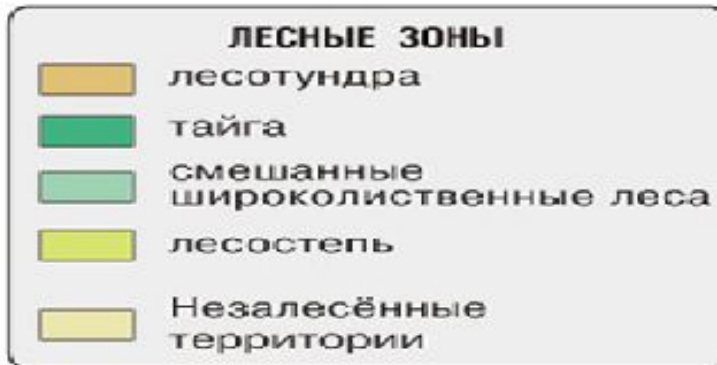 ЛЕСНЫЕ ЗОНЫ
лесотундра
тайга
смешанные
широколиственные леса
лесостепь
Незалесённые
территории